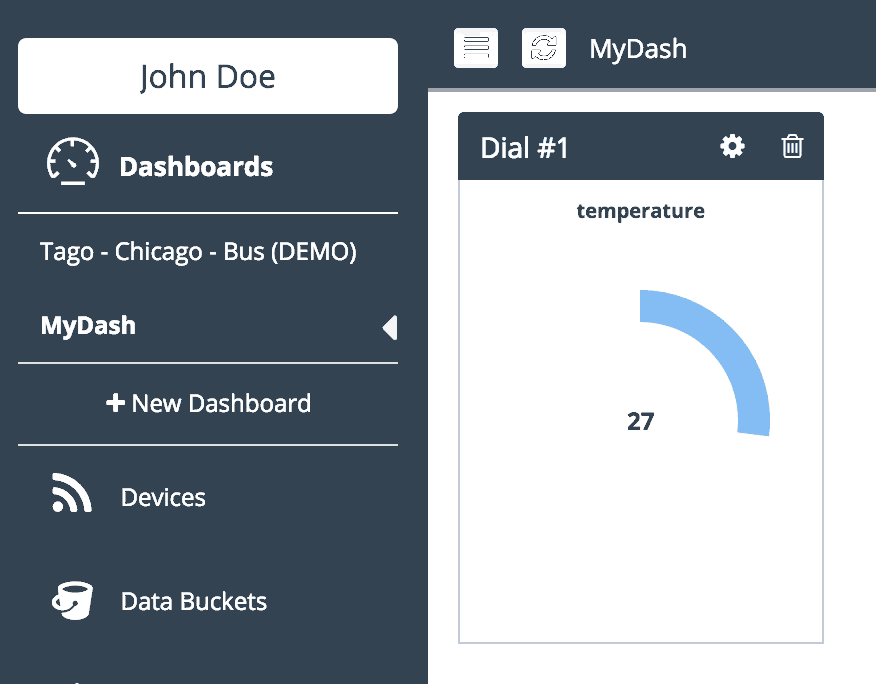 John Doe
Dashboards
Tago - Chicago - Bus (DEMO)
MyDash
New Dashboard
Devices
Data Buckets
MyDash
Dial #1
temperature
27